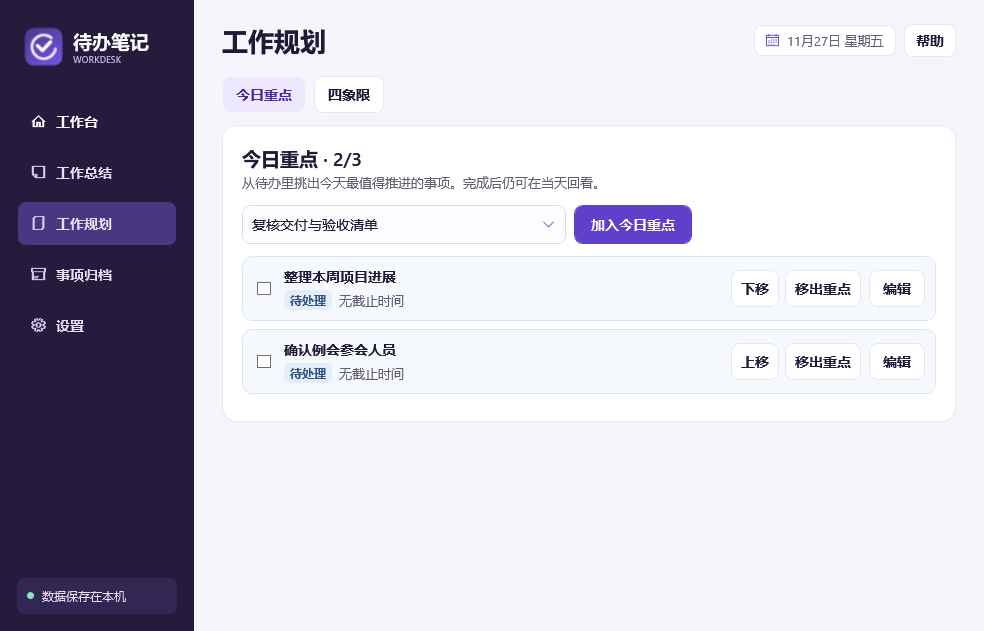 待办笔记
WORKDESK
工作台
工作总结
工作规划
事项归档
设置
数据保存在本机
工作规划
11月27日 星期五
帮助
今日重点
四象限
今日重点 · 2/3
从待办里挑出今天最值得推进的事项。完成后仍可在当天回看。
复核交付与验收清单
加入今日重点
整理本周项目进展
待处理 无截止时间
下移
移出重点
编辑
确认例会参会人员
待处理 无截止时间
上移
移出重点
编辑